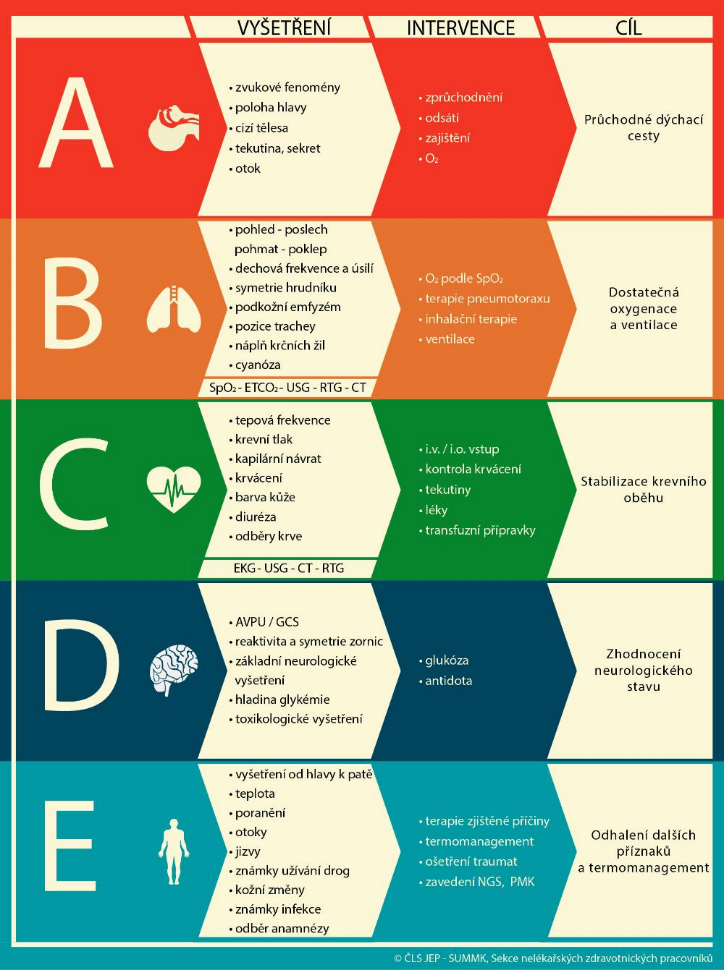 VYŠETŘENÍ
INTERVENCE
CÍL
A
• zvukové fenomény
• poloha hlavy
• cizí tělesa
• tekutina, sekret
• otok
• zprůchodnění
• odsátí
• zajištění
• O₂
Průchodné dýchací
cesty
B
• pohled - poslech
pohmat - poklep
• dechová frekvence a úsilí
• symetrie hrudníku
• podkožní emfyzém
• pozice trachey
• náplň krčních žil
• cyanóza
SpO₂ - ETCO₂ - USG - RTG - CT
• O₂ podle SpO₂
• terapie pneumotoraxu
• inhalační terapie
• ventilace
Dostatečná
oxygenace
a ventilace
C
• tepová frekvence
• krevní tlak
• kapilární návrat
• krvácení
• barva kůže
• diuréza
• odběry krve
EKG - USG - CT - RTG
• i.v. / i.o. vstup
• kontrola krvácení
• tekutiny
• léky
• transfuzní přípravky
Stabilizace krevního
oběhu
D
• AVPU / GCS
• reaktivita a symetrie zornic
• základní neurologické
vyšetření
• hladina glykémie
• toxikologické vyšetření
• glukóza
• antidota
Zhodnocení
neurologického
stavu
E
• vyšetření od hlavy k patě
• teplota
• poranění
• otoky
• jizvy
• známky užívání drog
• kožní změny
• známky infekce
• odběr anamnézy
• terapie zjištěné příčiny
• termomanagement
• ošetření traumat
• zavedení NGS, PMK
Odhalení dalších
příznaků
a termomanagement
© ČLS JEP - SUMMK, Sekce nelékařských zdravotnických pracovníků